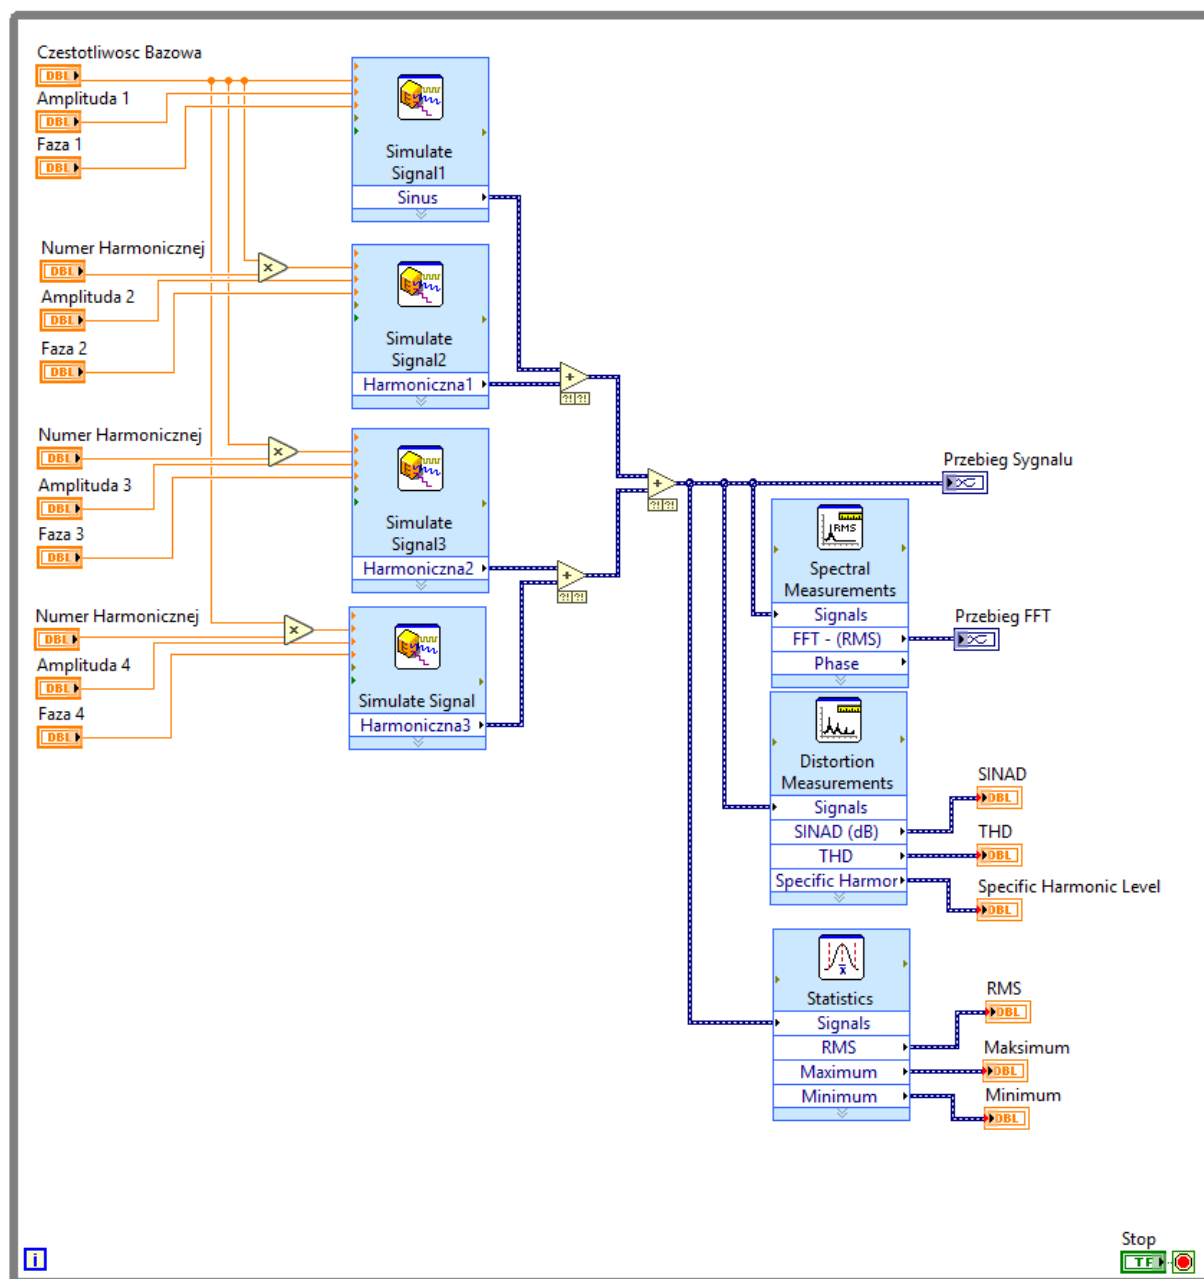 Czestotliwosc Bazowa
DBL
Amplituda 1
DBL
Faza 1
DBL
Simulate
Signal1
Sinus
Numer Harmonicznej
DBL
Amplituda 2
DBL
Faza 2
DBL
Simulate
Signal2
Harmoniczna1
Numer Harmonicznej
DBL
Amplituda 3
DBL
Faza 3
DBL
Simulate
Signal3
Harmoniczna2
Numer Harmonicznej
DBL
Amplituda 4
DBL
Faza 4
DBL
Simulate Signal
Harmoniczna3
×
×
×
+
?! ?!
+
?! ?!
+
?! ?!
Przebieg Sygnalu
RMS
Spectral
Measurements
Signals
FFT - (RMS)
Phase
Przebieg FFT
Distortion
Measurements
Signals
SINAD (dB)
THD
Specific Harmor
SINAD
DBL
THD
DBL
Specific Harmonic Level
DBL
x̄
Statistics
Signals
RMS
Maximum
Minimum
RMS
DBL
Maksimum
DBL
Minimum
DBL
i
Stop
TF